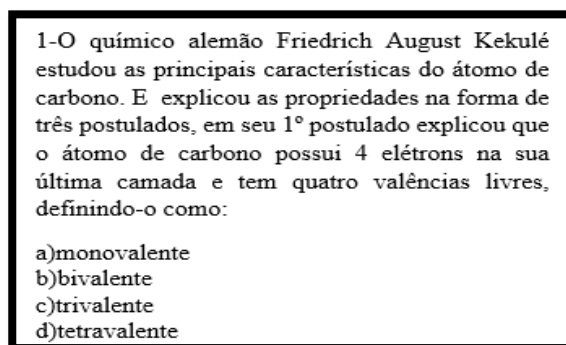 1-O químico alemão Friedrich August Kekulé
estudou as principais características do átomo de
carbono. E explicou as propriedades na forma de
três postulados, em seu 1º postulado explicou que
o átomo de carbono possui 4 elétrons na sua
última camada e tem quatro valências livres,
definindo-o como:
a)monovalente
b)bivalente
c)trivalente
d)tetravalente